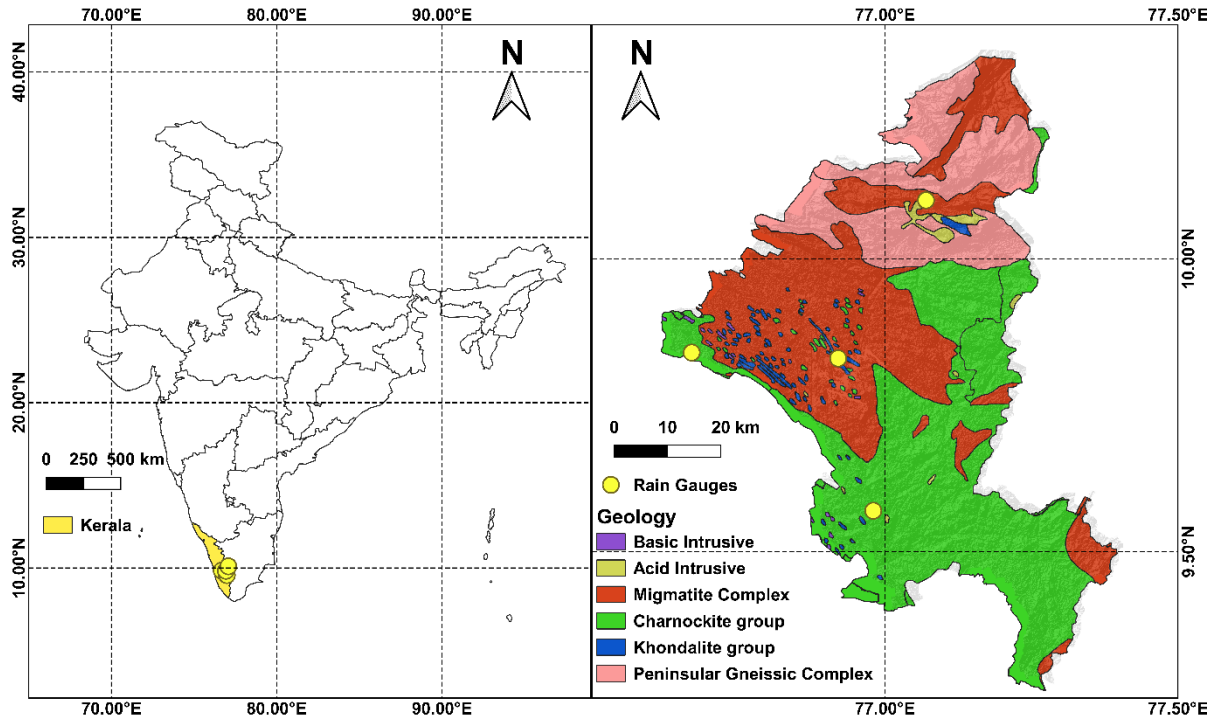 70.00°E 80.00°E 90.00°E
77.00°E 77.50°E
N
N
40.00°N
30.00°N
20.00°N
10.00°N
0 250 500 km
Kerala
70.00°E 80.00°E 90.00°E
10.00°N
9.50°N
0 10 20 km
Rain Gauges
Geology
Basic Intrusive
Acid Intrusive
Migmatite Complex
Charnockite group
Khondalite group
Peninsular Gneissic Complex
77.00°E 77.50°E